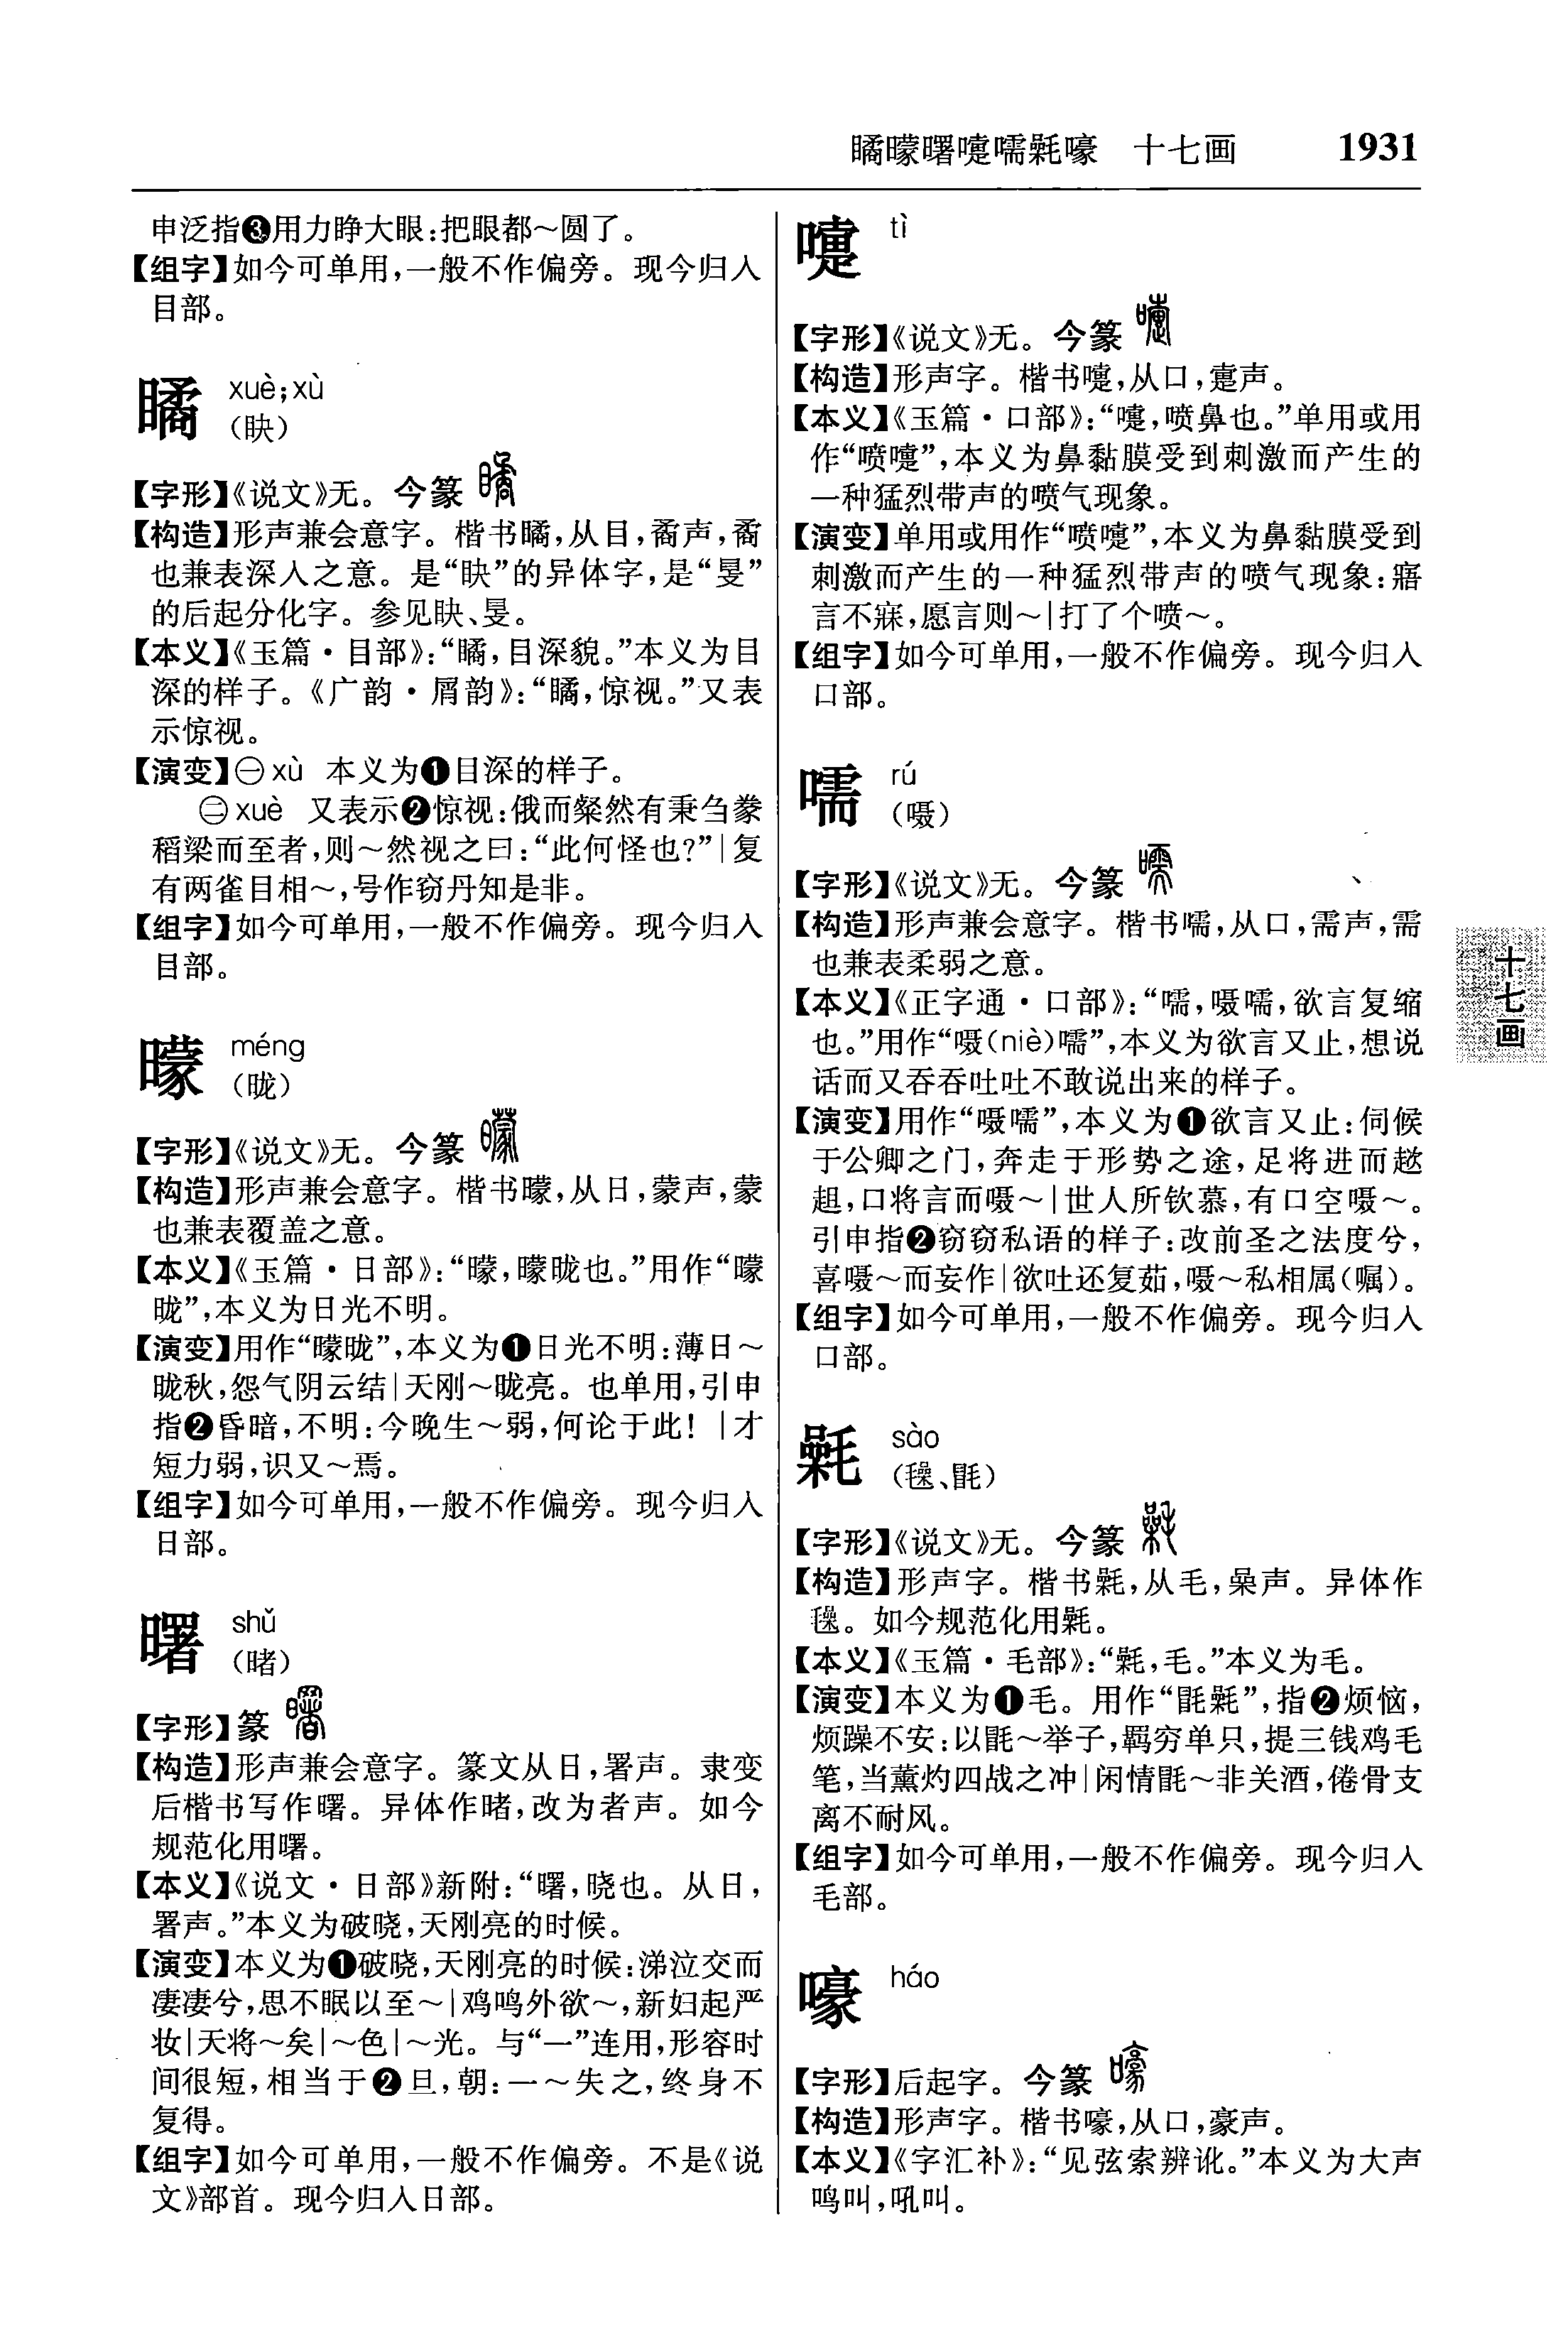 瞲曚曙嚏嚅毵嚎　十七画　1931
申泛指❸用力睁大眼:把眼都～圆了。
【组字】如今可单用,一般不作偏旁。现今归入
目部。
瞲 xuè;xù
(䀗)
【字形】《说文》无。今篆
【构造】形声兼会意字。楷书瞲,从目,矞声,矞
也兼表深入之意。是“䀗”的异体字,是“𥄎”
的后起分化字。参见䀗、𥄎。
【本义】《玉篇·目部》:“瞲,目深貌。”本义为目
深的样子。《广韵·屑韵》:“瞲,惊视。”又表
示惊视。
【演变】㊀xù 本义为❶目深的样子。
㊁xuè 又表示❷惊视:俄而粲然有秉刍豢
稻粱而至者,则～然视之曰:“此何怪也?”|复
有两雀目相～,号作窃丹知是非。
【组字】如今可单用,一般不作偏旁。现今归入
目部。
曚 méng
(昽)
【字形】《说文》无。今篆
【构造】形声兼会意字。楷书曚,从日,蒙声,蒙
也兼表覆盖之意。
【本义】《玉篇·日部》:“曚,曚昽也。”用作“曚
昽”,本义为日光不明。
【演变】用作“曚昽”,本义为❶日光不明:薄日～
昽秋,怨气阴云结|天刚～昽亮。也单用,引申
指❷昏暗,不明:今晚生～弱,何论于此!|才
短力弱,识又～焉。
【组字】如今可单用,一般不作偏旁。现今归入
日部。
曙 shǔ
(睹)
【字形】篆
【构造】形声兼会意字。篆文从日,署声。隶变
后楷书写作曙。异体作睹,改为者声。如今
规范化用曙。
【本义】《说文·日部》新附:“曙,晓也。从日,
署声。”本义为破晓,天刚亮的时候。
【演变】本义为❶破晓,天刚亮的时候:涕泣交而
凄凄兮,思不眠以至～|鸡鸣外欲～,新妇起严
妆|天将～矣|～色|～光。与“一”连用,形容时
间很短,相当于❷旦,朝:一～失之,终身不
复得。
【组字】如今可单用,一般不作偏旁。不是《说
文》部首。现今归入日部。
嚏 tì
【字形】《说文》无。今篆
【构造】形声字。楷书嚏,从口,疐声。
【本义】《玉篇·口部》:“嚏,喷鼻也。”单用或用
作“喷嚏”,本义为鼻黏膜受到刺激而产生的
一种猛烈带声的喷气现象。
【演变】单用或用作“喷嚏”,本义为鼻黏膜受到
刺激而产生的一种猛烈带声的喷气现象:寤
言不寐,愿言则～|打了个喷～。
【组字】如今可单用,一般不作偏旁。现今归入
口部。
嚅 rú
(嗫)
【字形】《说文》无。今篆
【构造】形声兼会意字。楷书嚅,从口,需声,需
也兼表柔弱之意。
【本义】《正字通·口部》:“嚅,嗫嚅,欲言复缩
也。”用作“嗫(niè)嚅”,本义为欲言又止,想说
话而又吞吞吐吐不敢说出来的样子。
【演变】用作“嗫嚅”,本义为❶欲言又止:伺候
于公卿之门,奔走于形势之途,足将进而趑
趄,口将言而嗫～|世人所钦慕,有口空嗫～。
引申指❷窃窃私语的样子:改前圣之法度兮,
喜嗫～而妄作|欲吐还复茹,嗫～私相属(嘱)。
【组字】如今可单用,一般不作偏旁。现今归入
口部。
氉 sào
(毷)
【字形】《说文》无。今篆
【构造】形声字。楷书氉,从毛,喿声。异体作
。如今规范化用氉。
【本义】《玉篇·毛部》:“氉,毛。”本义为毛。
【演变】本义为❶毛。用作“毷氉”,指❷烦恼,
烦躁不安:以毷～举子,羁穷单只,提三钱鸡毛
笔,当薰灼四战之冲|闲情毷～非关酒,倦骨支
离不耐风。
【组字】如今可单用,一般不作偏旁。现今归入
毛部。
嚎 háo
【字形】后起字。今篆
【构造】形声字。楷书嚎,从口,豪声。
【本义】《字汇补》:“见弦索辨讹。”本义为大声
鸣叫,吼叫。
十七画